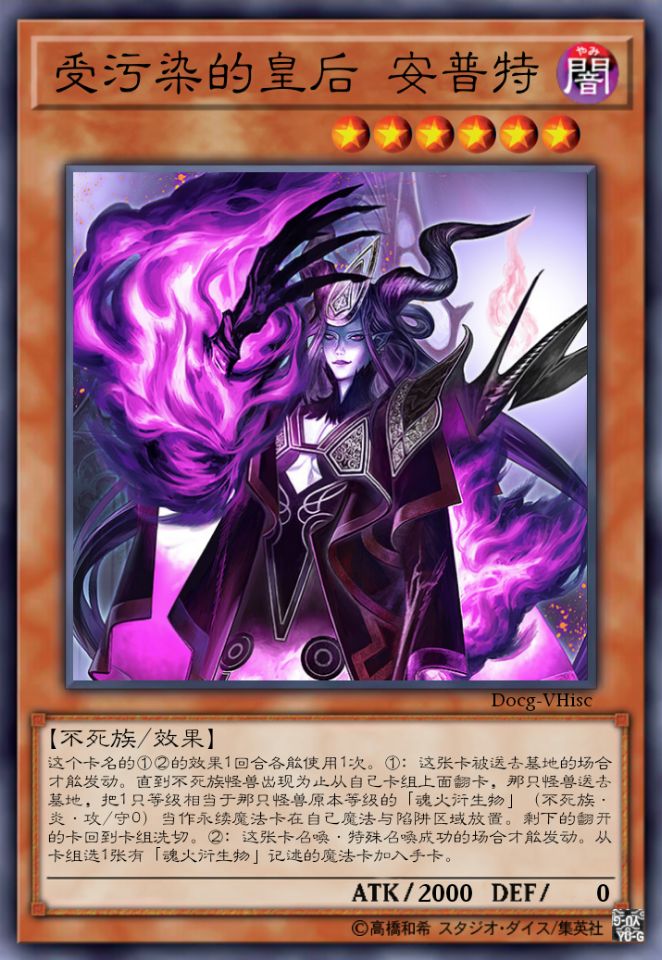 受污染的皇后 安普特
やみ
闇
Docg-VHisc
【不死族/效果】
这个卡名的①②的效果1回合各能使用1次。①：这张卡被送去墓地的场合
才能发动。直到不死族怪兽出现为止从自己卡组上面翻卡，那只怪兽送去
墓地，把1只等级相当于那只怪兽原本等级的「魂火衍生物」（不死族·
炎·攻/守0）当作永续魔法卡在自己魔法与陷阱区域放置。剩下的翻开
的卡回到卡组洗切。②：这张卡召唤·特殊召唤成功的场合才能发动。从
卡组选1张有「魂火衍生物」记述的魔法卡加入手卡。
ATK/2000 DEF/ 0
©高橋和希 スタジオ・ダイス/集英社